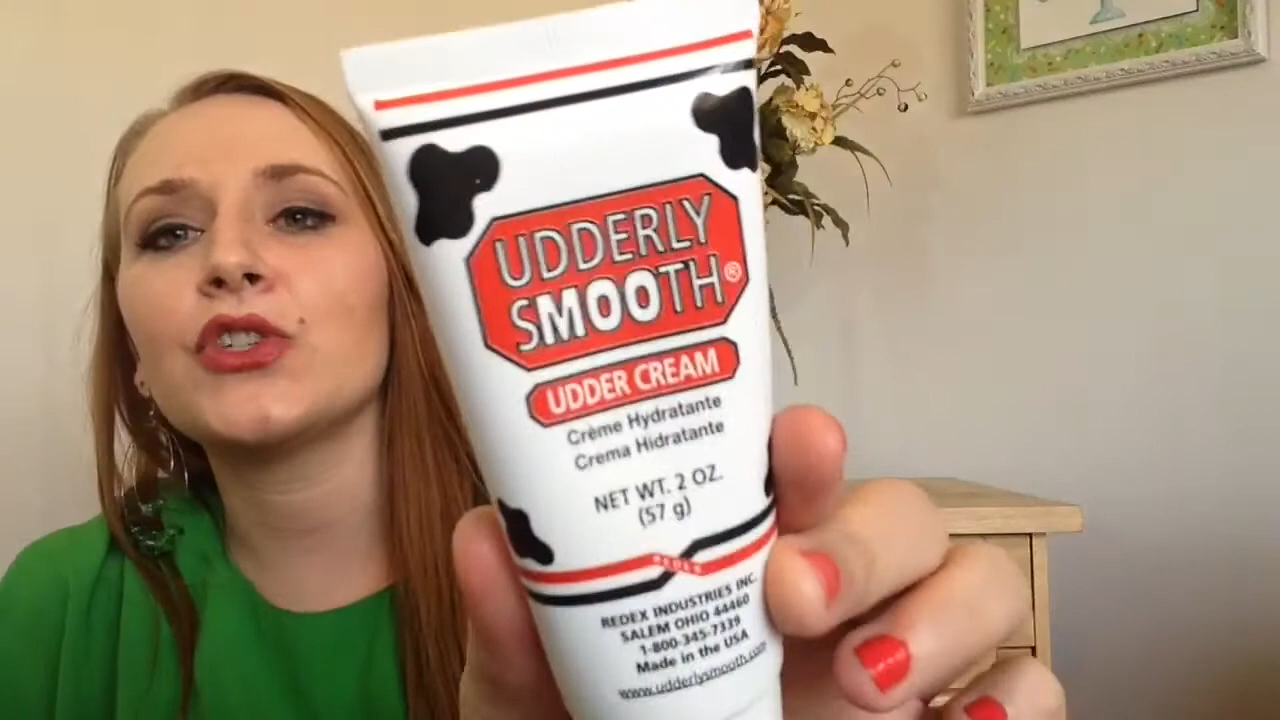 UDDERLY
SMOOTH®
UDDER CREAM
Crème Hydratante
Crema Hidratante
NET WT. 2 OZ.
(57 g)
REDEX
REDEX INDUSTRIES INC.
SALEM OHIO 44460
1-800-345-7339
Made in the USA
www.udderlysmooth.com